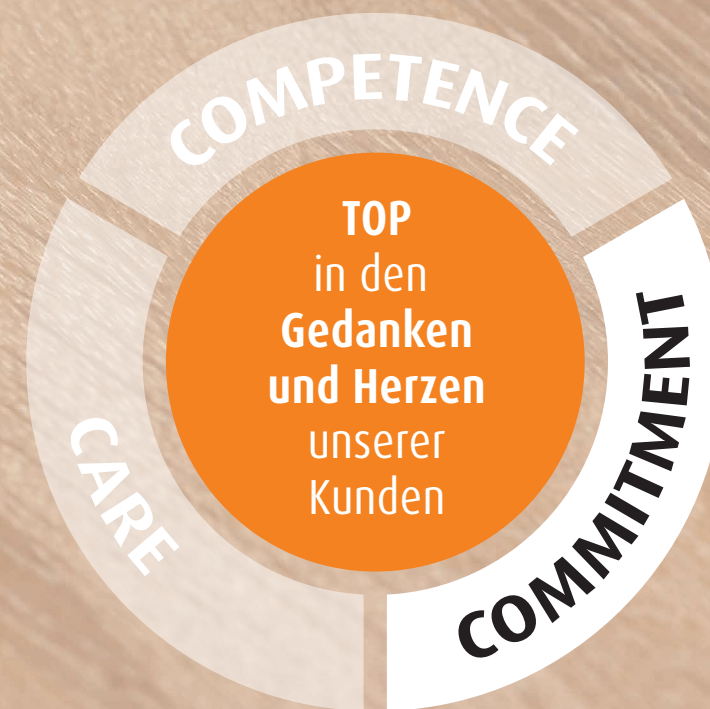 COMPETENCE
TOP
in den
Gedanken
und Herzen
unserer
Kunden
CARE
COMMITMENT